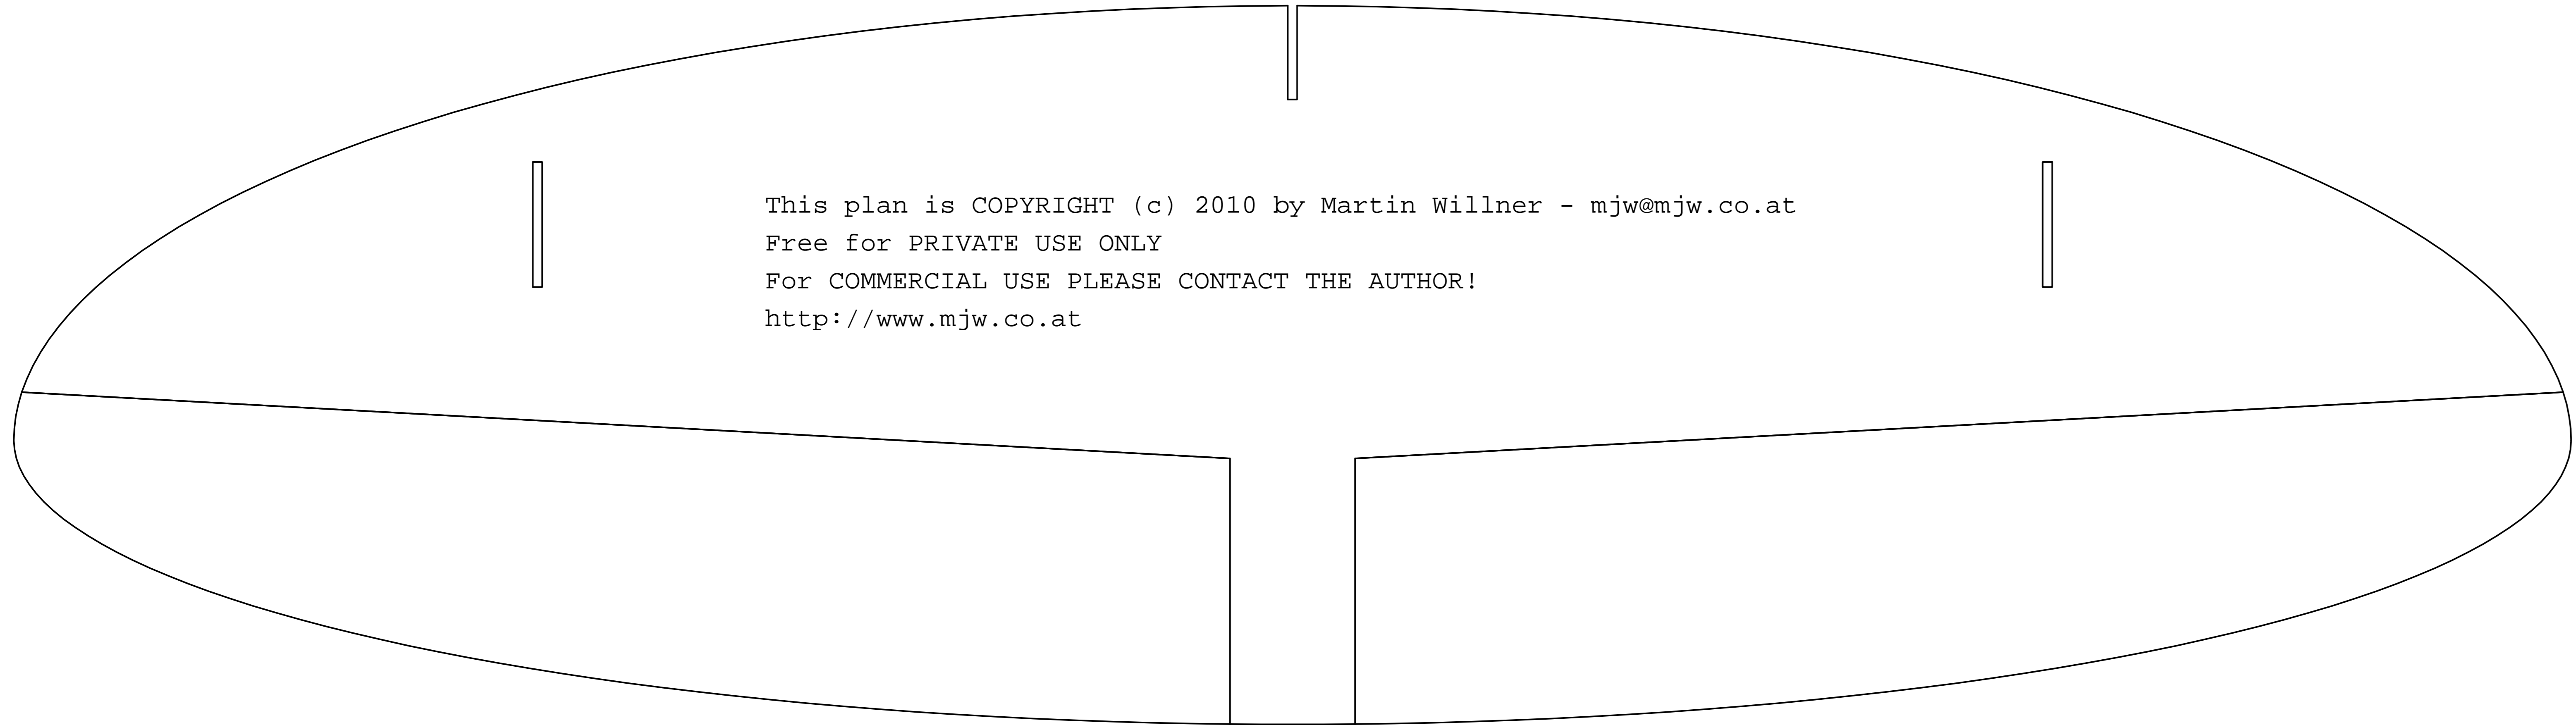 This plan is COPYRIGHT (c) 2010 by Martin Willner - mjw@mjw.co.at
Free for PRIVATE USE ONLY
For COMMERCIAL USE PLEASE CONTACT THE AUTHOR!
http://www.mjw.co.at